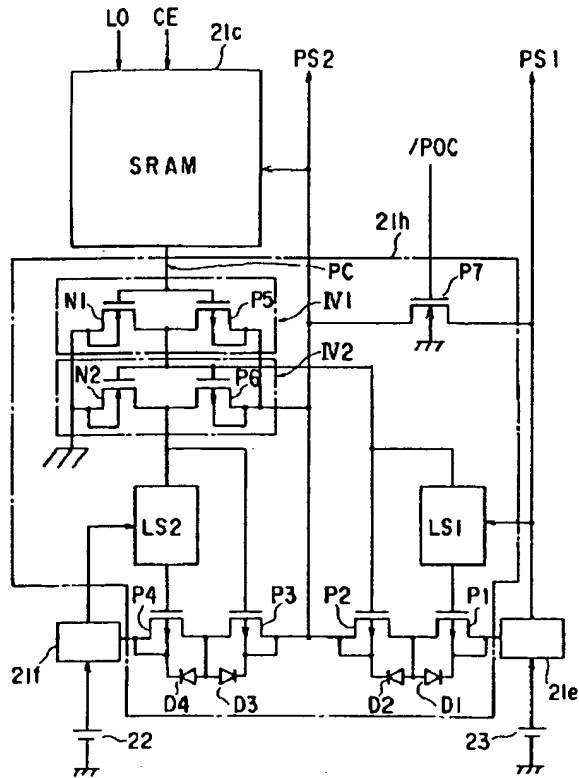 LO CE
21c
PS2
PS1
SRAM
/POC
21h
PC
P7
N1
P5
IV1
IV2
N2
P6
LS2
LS1
P4
P3
P2
P1
21f
D4
D3
D2
D1
21e
22
23